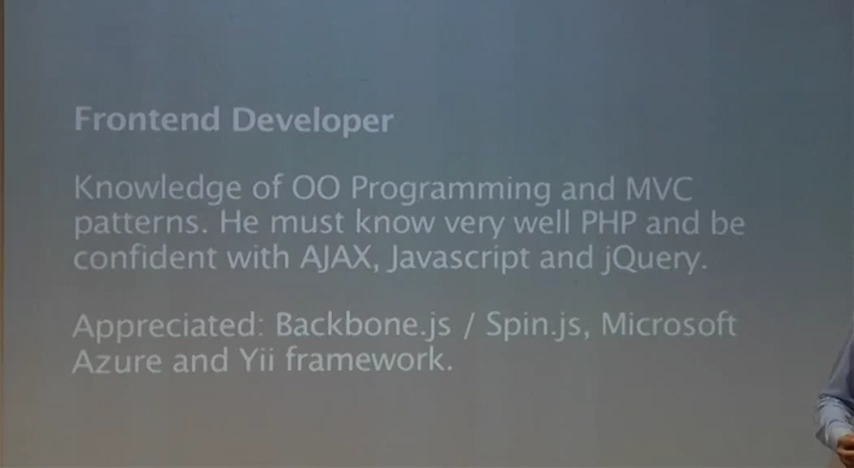 Frontend Developer
Knowledge of OO Programming and MVC
patterns. He must know very well PHP and be
confident with AJAX, Javascript and jQuery.
Appreciated: Backbone.js / Spin.js, Microsoft
Azure and Yii framework.